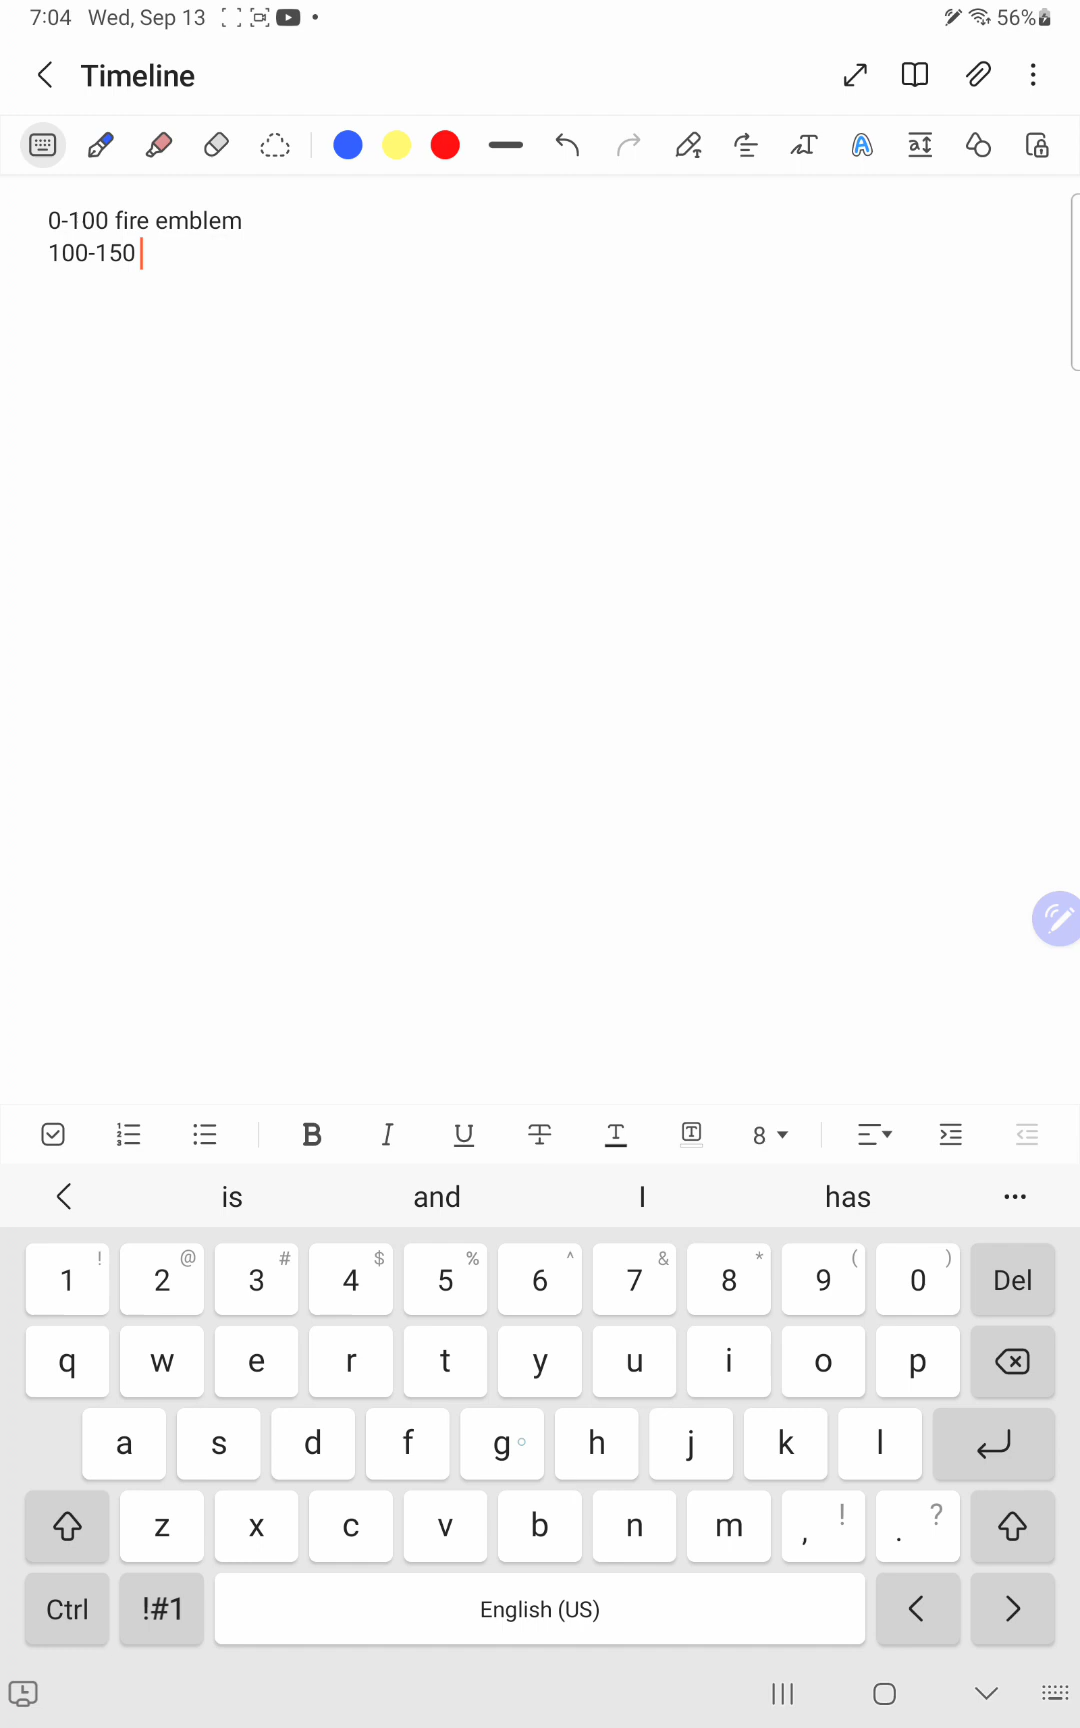 7:04 Wed, Sep 13 56%
Timeline
0-100 fire emblem
100-150
B I U T T T 8
is and I has
! @ # $ % ^ & * ( )
1 2 3 4 5 6 7 8 9 0 Del
q w e r t y u i o p
a s d f g h j k l
z x c v b n m , ! . ?
Ctrl !#1 English (US)